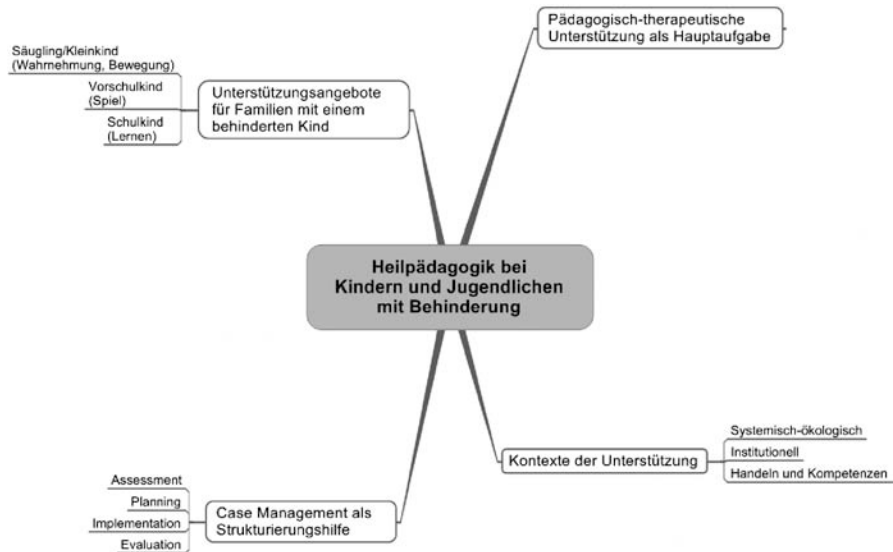 Pädagogisch-therapeutische
Unterstützung als Hauptaufgabe
Säugling/Kleinkind
(Wahrnehmung, Bewegung)
Vorschulkind
(Spiel)
Schulkind
(Lernen)
Unterstützungsangebote
für Familien mit einem
behinderten Kind
Heilpädagogik bei
Kindern und Jugendlichen
mit Behinderung
Kontexte der Unterstützung
Systemisch-ökologisch
Institutionell
Handeln und Kompetenzen
Assessment
Planning
Implementation
Evaluation
Case Management als
Strukturierungshilfe